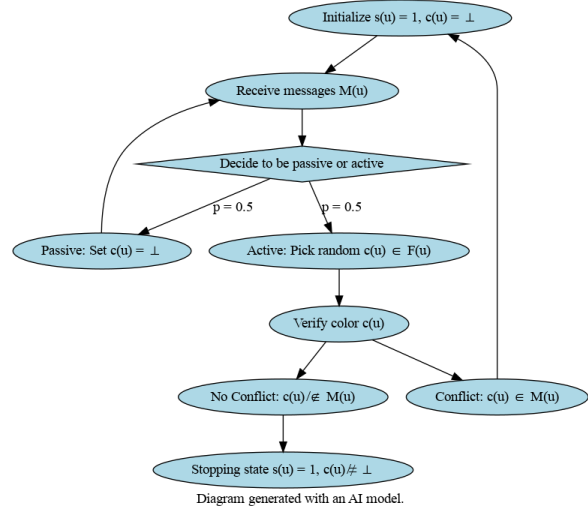 Initialize s(u) = 1, c(u) = ⊥
Receive messages M(u)
Decide to be passive or active
p = 0.5
p = 0.5
Passive: Set c(u) = ⊥
Active: Pick random c(u) ∈ F(u)
Verify color c(u)
No Conflict: c(u) ∉ M(u)
Conflict: c(u) ∈ M(u)
Stopping state s(u) = 1, c(u) ≠ ⊥
Diagram generated with an AI model.